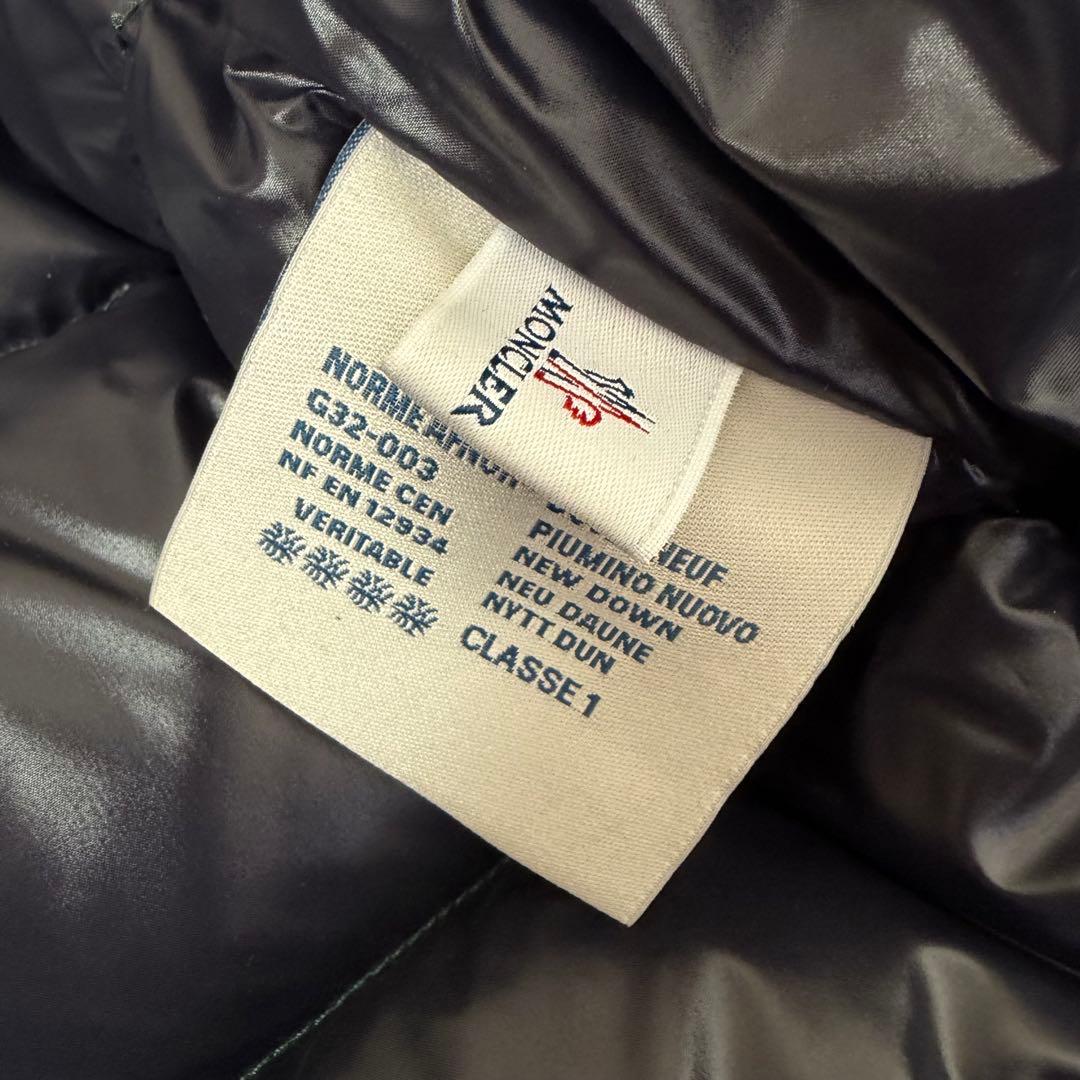 MONCLER
G32-003
NORME CEN
NF EN 12934
VERITABLE
NEUF
PIUMINO NUOVO
NEW DOWN
NEU DAUNE
NYTT DUN
CLASSE 1